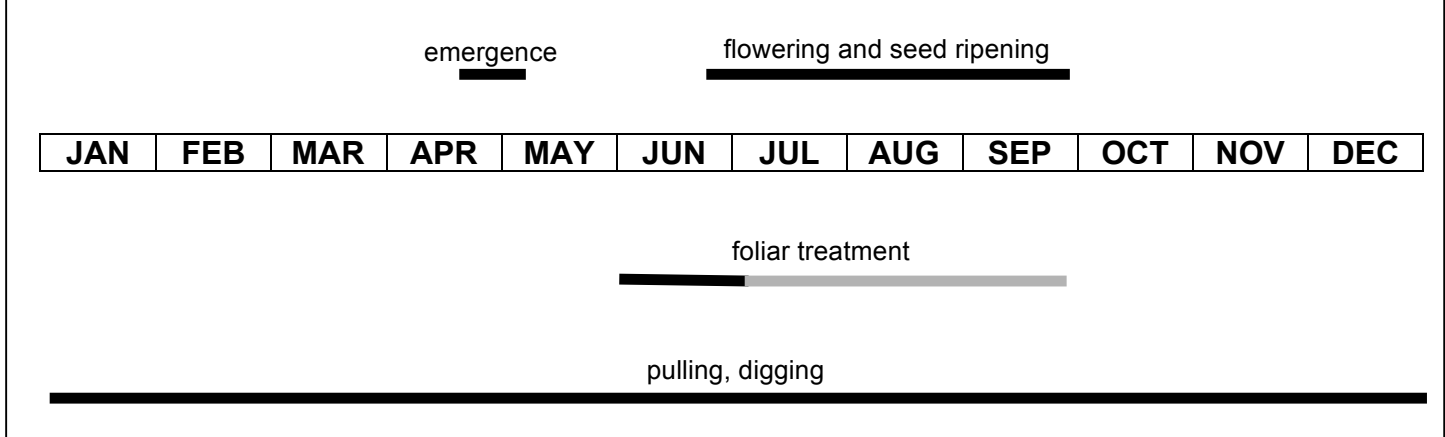 emergence flowering and seed ripening
JAN FEB MAR APR MAY JUN JUL AUG SEP OCT NOV DEC
foliar treatment
pulling, digging